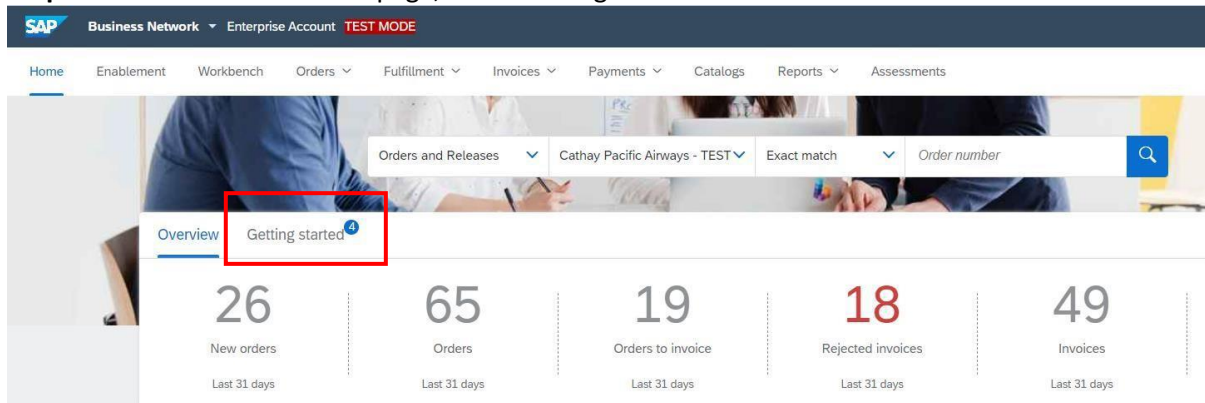 SAP Business Network Enterprise Account TEST MODE
Home Enablement Workbench Orders Fulfillment Invoices Payments Catalogs Reports Assessments
Orders and Releases Cathay Pacific Airways - TEST Exact match Order number
Overview Getting started 4
26 65 19 18 49
New orders Orders Orders to invoice Rejected invoices Invoices
Last 31 days Last 31 days Last 31 days Last 31 days Last 31 days